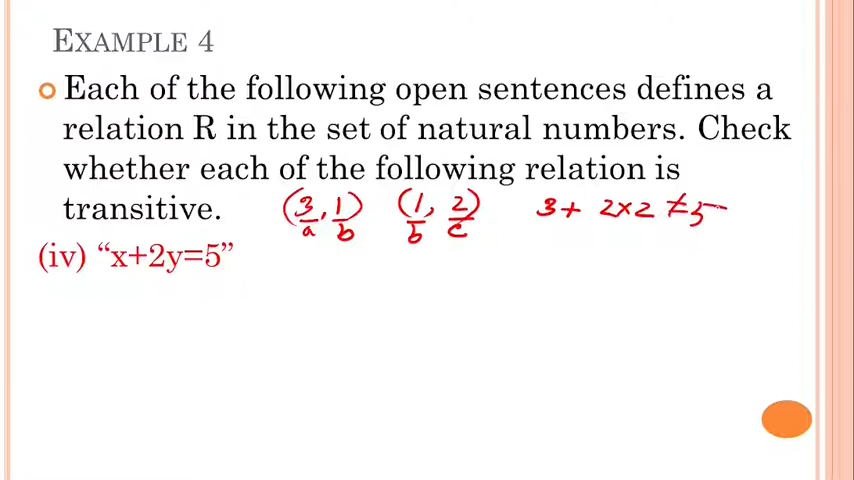 EXAMPLE 4
Each of the following open sentences defines a
relation R in the set of natural numbers. Check
whether each of the following relation is
transitive. (3, 1) (1, 2) 3+ 2×2 ≠5
a b b c
(iv) “x+2y=5”